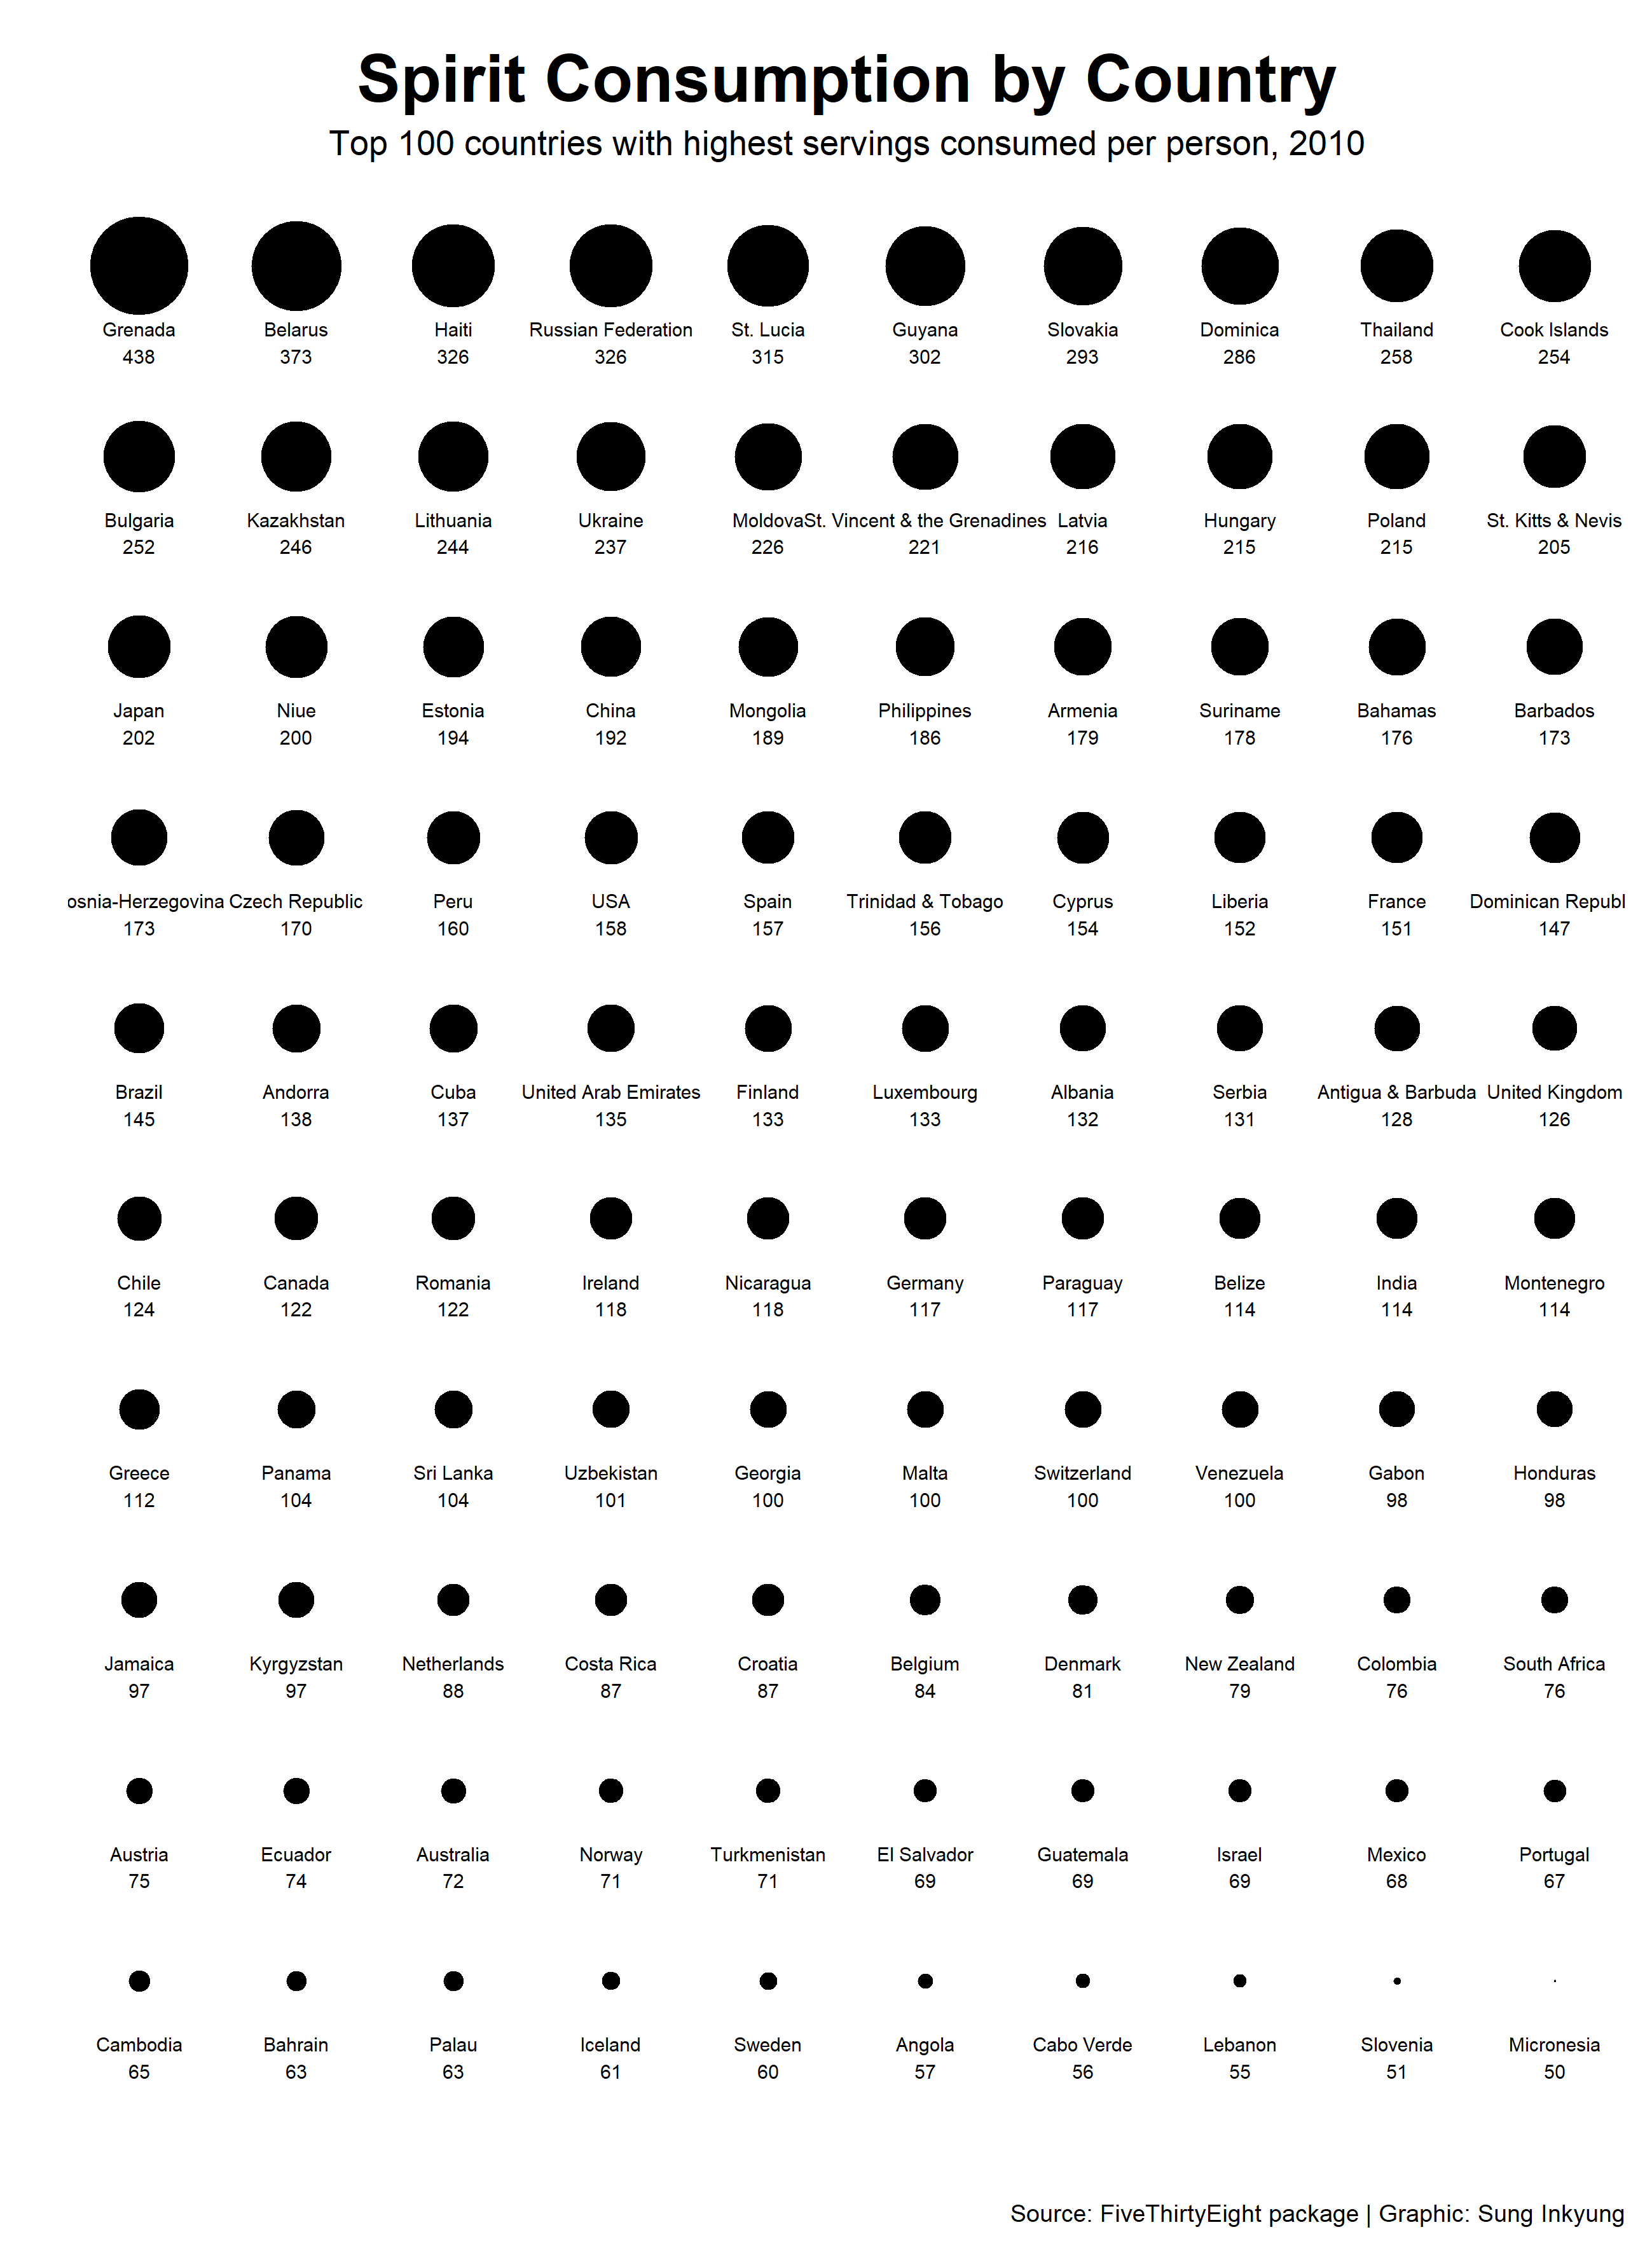 Spirit Consumption by Country
Top 100 countries with highest servings consumed per person, 2010
Grenada Belarus Haiti Russian Federation St. Lucia Guyana Slovakia Dominica Thailand Cook Islands
438 373 326 326 315 302 293 286 258 254
Bulgaria Kazakhstan Lithuania Ukraine Moldova St. Vincent & the Grenadines Latvia Hungary Poland St. Kitts & Nevis
252 246 244 237 226 221 216 215 215 205
Japan Niue Estonia China Mongolia Philippines Armenia Suriname Bahamas Barbados
202 200 194 192 189 186 179 178 176 173
osnia-Herzegovina Czech Republic Peru USA Spain Trinidad & Tobago Cyprus Liberia France Dominican Republ
173 170 160 158 157 156 154 152 151 147
Brazil Andorra Cuba United Arab Emirates Finland Luxembourg Albania Serbia Antigua & Barbuda United Kingdom
145 138 137 135 133 133 132 131 128 126
Chile Canada Romania Ireland Nicaragua Germany Paraguay Belize India Montenegro
124 122 122 118 118 117 117 114 114 114
Greece Panama Sri Lanka Uzbekistan Georgia Malta Switzerland Venezuela Gabon Honduras
112 104 104 101 100 100 100 100 98 98
Jamaica Kyrgyzstan Netherlands Costa Rica Croatia Belgium Denmark New Zealand Colombia South Africa
97 97 88 87 87 84 81 79 76 76
Austria Ecuador Australia Norway Turkmenistan El Salvador Guatemala Israel Mexico Portugal
75 74 72 71 71 69 69 69 68 67
Cambodia Bahrain Palau Iceland Sweden Angola Cabo Verde Lebanon Slovenia Micronesia
65 63 63 61 60 57 56 55 51 50
Source: FiveThirtyEight package | Graphic: Sung Inkyung